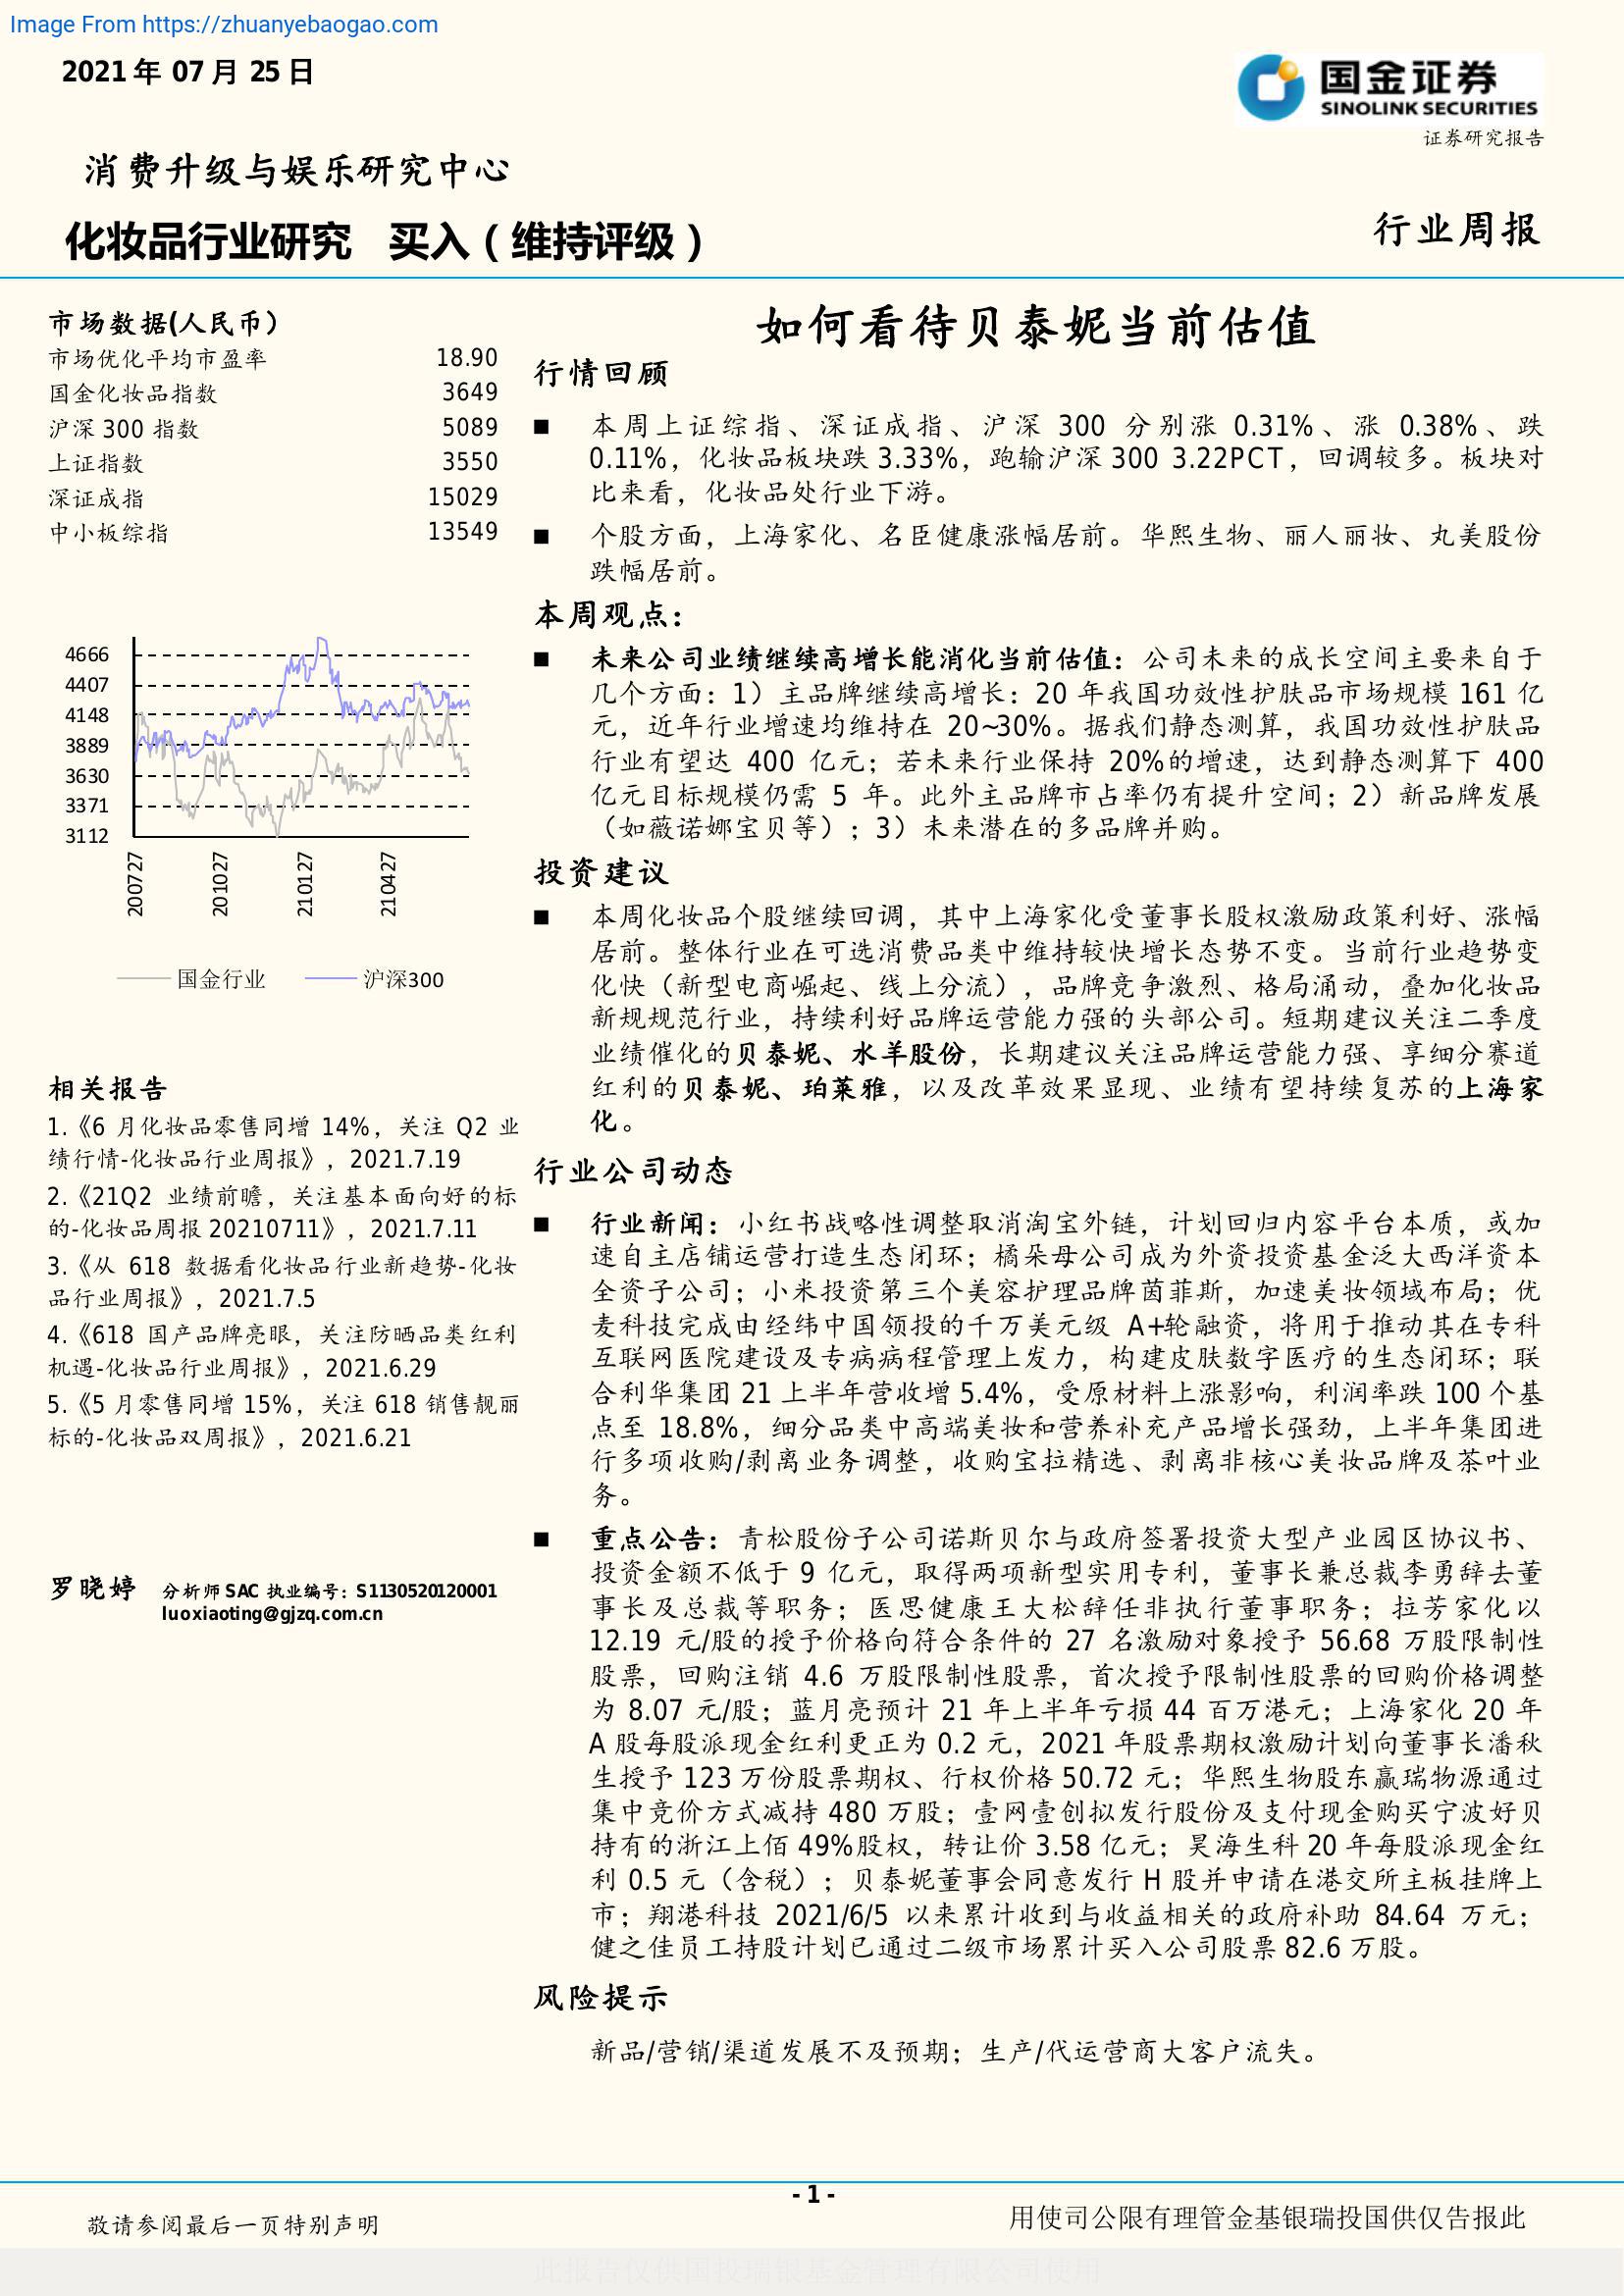 Image From https://zhuanyebaogao.com
2021 年 07 月 25 日
国金证券
SINOLINK SECURITIES
证券研究报告
消费升级与娱乐研究中心
化妆品行业研究 买入（维持评级）
行业周报
市场数据(人民币）
市场优化平均市盈率 18.90
国金化妆品指数 3649
沪深 300 指数 5089
上证指数 3550
深证成指 15029
中小板综指 13549
4666
4407
4148
3889
3630
3371
3112
200727
201027
210127
210427
国金行业 沪深300
相关报告
1.《6 月化妆品零售同增 14%，关注 Q2 业
绩行情-化妆品行业周报》，2021.7.19
2.《21Q2 业绩前瞻，关注基本面向好的标
的-化妆品周报 20210711》，2021.7.11
3.《从 618 数据看化妆品行业新趋势-化妆
品行业周报》，2021.7.5
4.《618 国产品牌亮眼，关注防晒品类红利
机遇-化妆品行业周报》，2021.6.29
5.《5 月零售同增 15%，关注 618 销售靓丽
标的-化妆品双周报》，2021.6.21
罗晓婷 分析师 SAC 执业编号：S1130520120001
luoxiaoting@gjzq.com.cn
如何看待贝泰妮当前估值
行情回顾
■ 本周上证综指、深证成指、沪深 300 分别涨 0.31%、涨 0.38%、跌
0.11%，化妆品板块跌 3.33%，跑输沪深 300 3.22PCT，回调较多。板块对
比来看，化妆品处行业下游。
■ 个股方面，上海家化、名臣健康涨幅居前。华熙生物、丽人丽妆、丸美股份
跌幅居前。
本周观点：
■ 未来公司业绩继续高增长能消化当前估值：公司未来的成长空间主要来自于
几个方面：1）主品牌继续高增长：20 年我国功效性护肤品市场规模 161 亿
元，近年行业增速均维持在 20~30%。据我们静态测算，我国功效性护肤品
行业有望达 400 亿元；若未来行业保持 20%的增速，达到静态测算下 400
亿元目标规模仍需 5 年。此外主品牌市占率仍有提升空间；2）新品牌发展
（如薇诺娜宝贝等）；3）未来潜在的多品牌并购。
投资建议
■ 本周化妆品个股继续回调，其中上海家化受董事长股权激励政策利好、涨幅
居前。整体行业在可选消费品类中维持较快增长态势不变。当前行业趋势变
化快（新型电商崛起、线上分流），品牌竞争激烈、格局涌动，叠加化妆品
新规规范行业，持续利好品牌运营能力强的头部公司。短期建议关注二季度
业绩催化的贝泰妮、水羊股份，长期建议关注品牌运营能力强、享细分赛道
红利的贝泰妮、珀莱雅，以及改革效果显现、业绩有望持续复苏的上海家
化。
行业公司动态
■ 行业新闻：小红书战略性调整取消淘宝外链，计划回归内容平台本质，或加
速自主店铺运营打造生态闭环；橘朵母公司成为外资投资基金泛大西洋资本
全资子公司；小米投资第三个美容护理品牌茵菲斯，加速美妆领域布局；优
麦科技完成由经纬中国领投的千万美元级 A+轮融资，将用于推动其在专科
互联网医院建设及专病病程管理上发力，构建皮肤数字医疗的生态闭环；联
合利华集团 21 上半年营收增 5.4%，受原材料上涨影响，利润率跌 100 个基
点至 18.8%，细分品类中高端美妆和营养补充产品增长强劲，上半年集团进
行多项收购/剥离业务调整，收购宝拉精选、剥离非核心美妆品牌及茶叶业
务。
■ 重点公告：青松股份子公司诺斯贝尔与政府签署投资大型产业园区协议书、
投资金额不低于 9 亿元，取得两项新型实用专利，董事长兼总裁李勇辞去董
事长及总裁等职务；医思健康王大松辞任非执行董事职务；拉芳家化以
12.19 元/股的授予价格向符合条件的 27 名激励对象授予 56.68 万股限制性
股票，回购注销 4.6 万股限制性股票，首次授予限制性股票的回购价格调整
为 8.07 元/股；蓝月亮预计 21 年上半年亏损 44 百万港元；上海家化 20 年
A 股每股派现金红利更正为 0.2 元，2021 年股票期权激励计划向董事长潘秋
生授予 123 万份股票期权、行权价格 50.72 元；华熙生物股东赢瑞物源通过
集中竞价方式减持 480 万股；壹网壹创拟发行股份及支付现金购买宁波好贝
持有的浙江上佰 49%股权，转让价 3.58 亿元；昊海生科 20 年每股派现金红
利 0.5 元（含税）；贝泰妮董事会同意发行 H 股并申请在港交所主板挂牌上
市；翔港科技 2021/6/5 以来累计收到与收益相关的政府补助 84.64 万元；
健之佳员工持股计划已通过二级市场累计买入公司股票 82.6 万股。
风险提示
新品/营销/渠道发展不及预期；生产/代运营商大客户流失。
- 1 -
敬请参阅最后一页特别声明
用使司公限有理管金基银瑞投国供仅告报此
此报告仅供国投瑞银基金管理有限公司使用